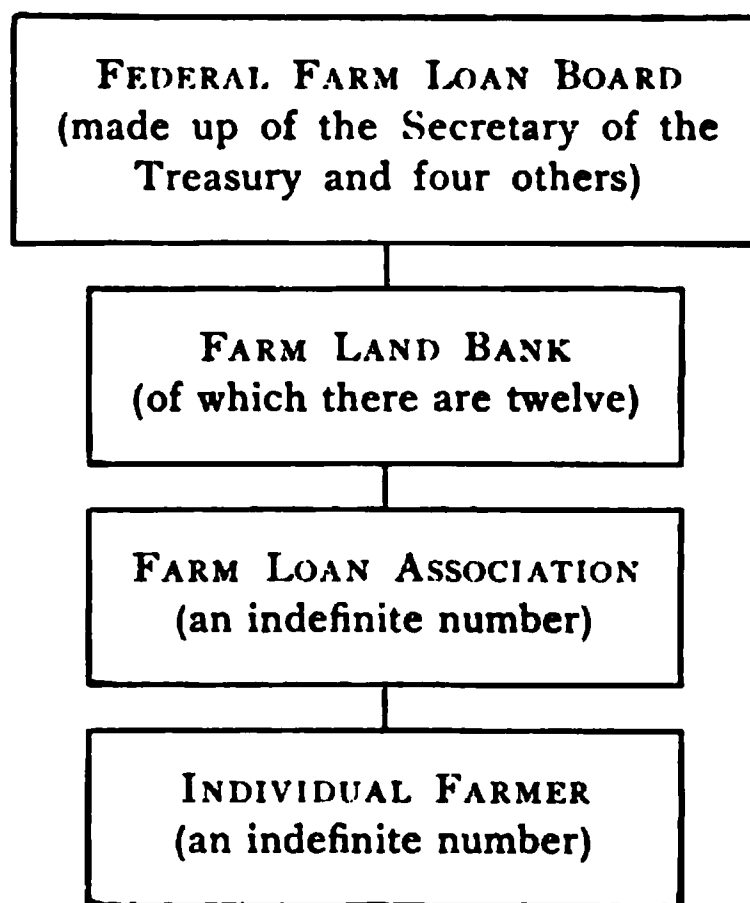 FEDERAL FARM LOAN BOARD
(made up of the Secretary of the
Treasury and four others)
FARM LAND BANK
(of which there are twelve)
FARM LOAN ASSOCIATION
(an indefinite number)
INDIVIDUAL FARMER
(an indefinite number)